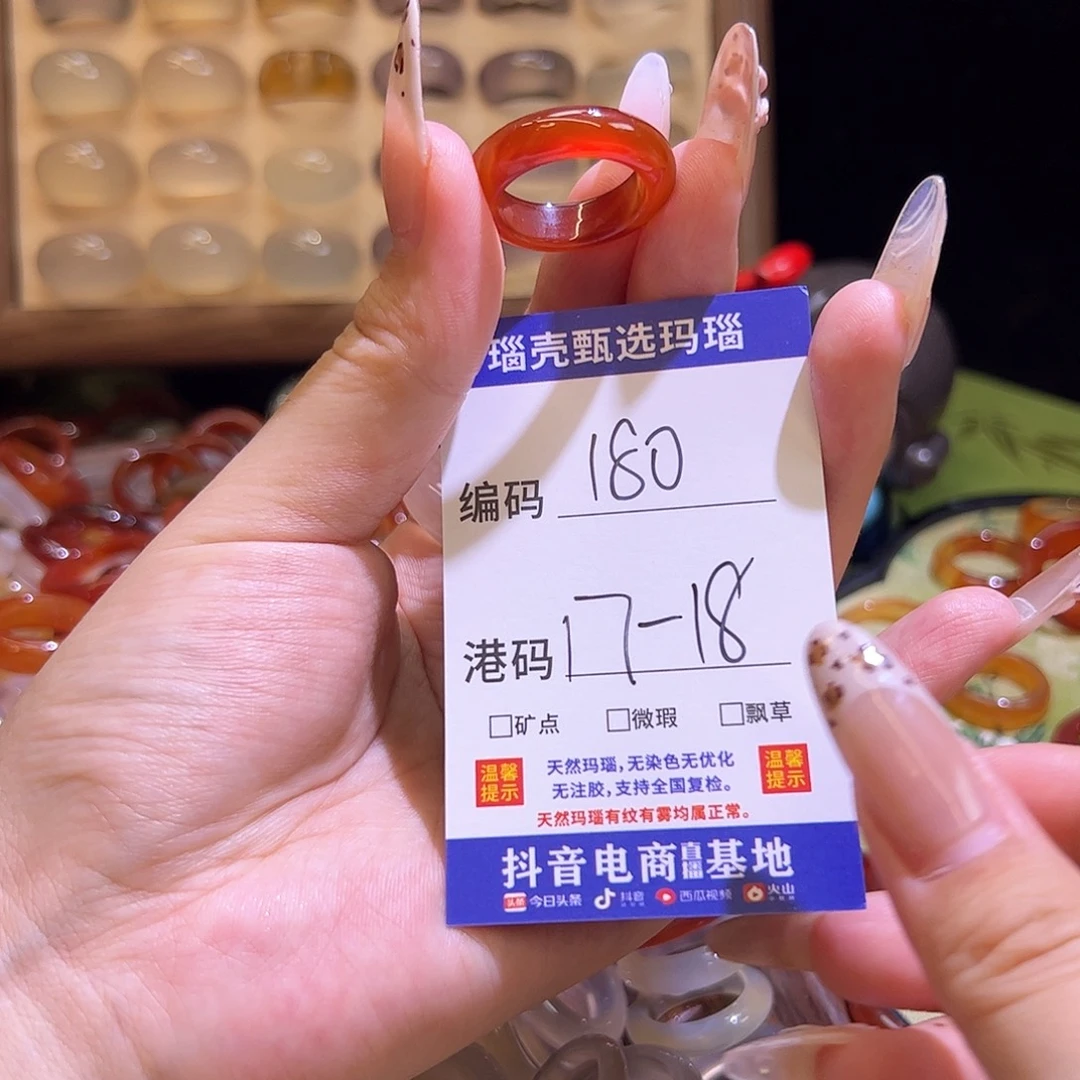 瑙壳甄选玛瑙
编码 180
港码 17-18
□矿点 □微瑕 □飘草
温馨提示 天然玛瑙,无染色无优化 温馨提示
无注胶,支持全国复检。
天然玛瑙有纹有雾均属正常。
抖音电商直播基地
头条 今日头条 抖音 西瓜视频 火山